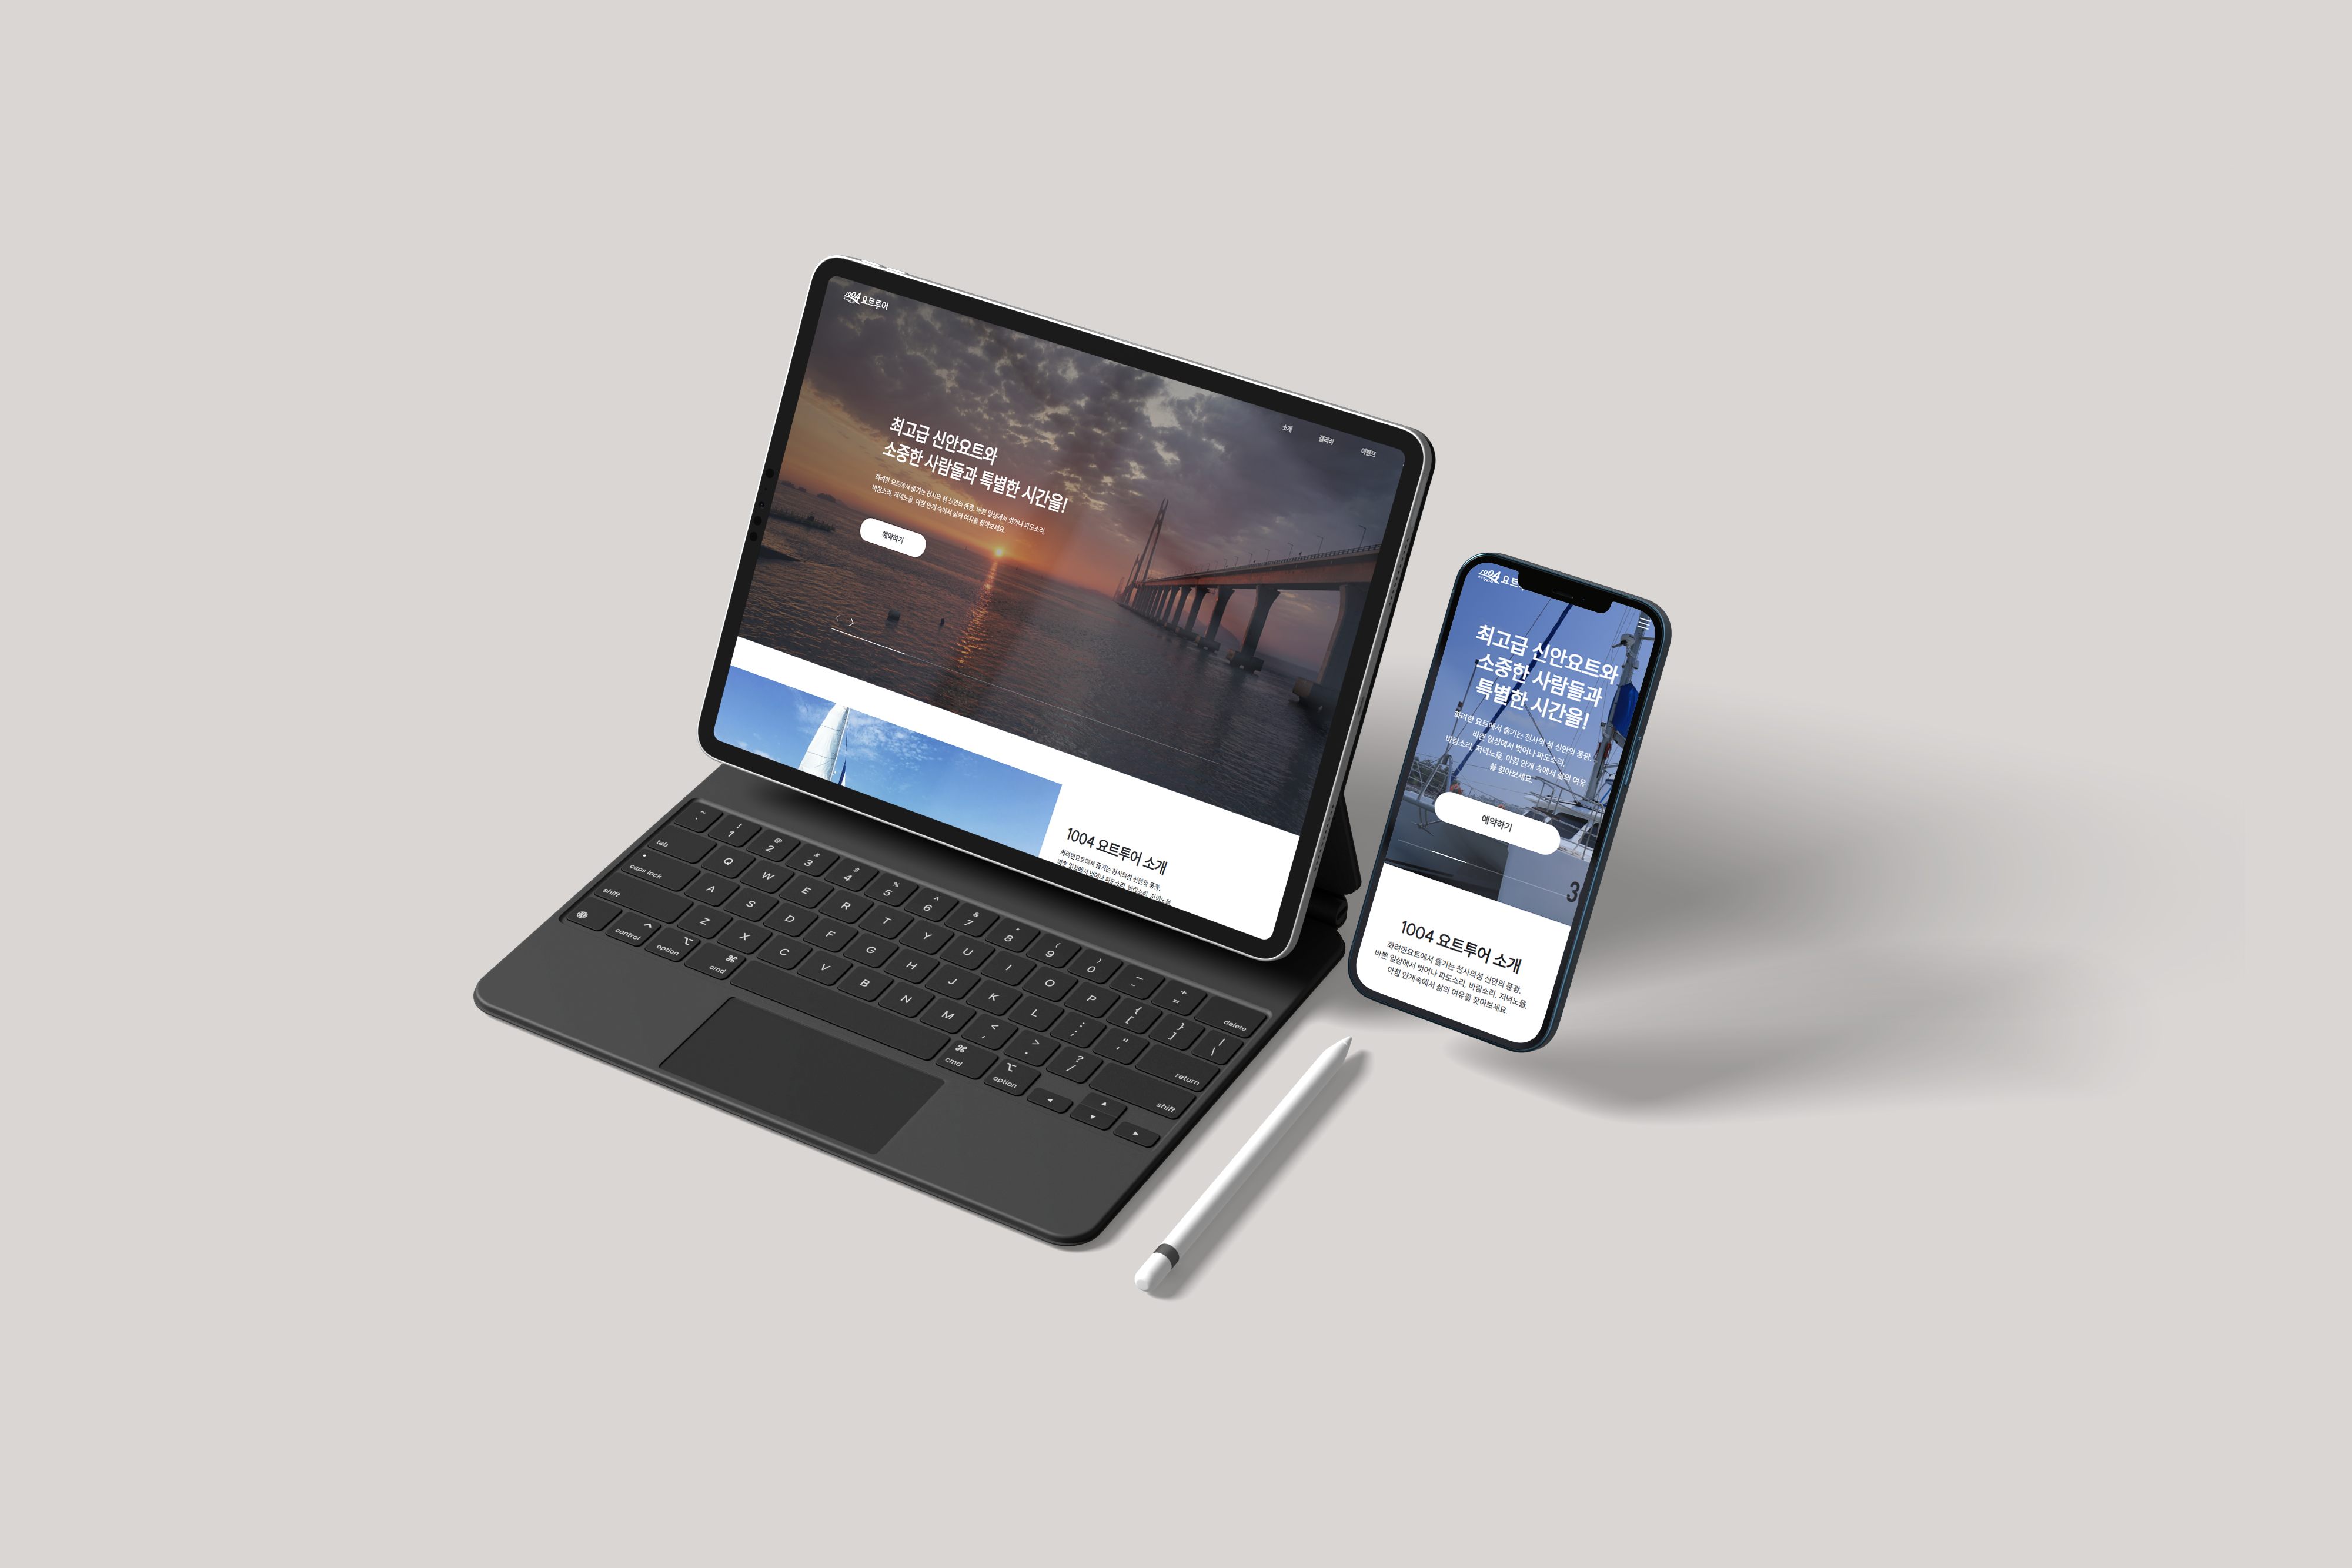 1004 요트투어
소개 갤러리 이벤트
최고급 신안요트와
소중한 사람들과 특별한 시간을!
화려한 요트에서 즐기는 천사의 섬 신안의 풍광. 바쁜 일상에서 벗어나 파도소리,
바람소리, 저녁노을, 아침 안개 속에서 삶의 여유를 찾아보세요.
예약하기
1004 요트투어 소개
화려한요트에서 즐기는 천사의섬 신안의 풍광.
바쁜 일상에서 벗어나 파도소리, 바람소리, 저녁노을
~ ! @ # $ % ^ & * ( ) — +
` 1 2 3 4 5 6 7 8 9 0 - = delete
tab Q W E R T Y U I O P { [ } ] | \
caps lock A S D F G H J K L : ; " ' return
shift Z X C V B N M < , > . ? / shift
control option cmd cmd option
1004 요트
최고급 신안요트와
소중한 사람들과
특별한 시간을!
화려한 요트에서 즐기는 천사의 섬 신안의 풍광.
바쁜 일상에서 벗어나 파도소리,
바람소리, 저녁노을, 아침 안개 속에서 삶의 여유
를 찾아보세요.
예약하기
3
1004 요트투어 소개
화려한요트에서 즐기는 천사의섬 신안의 풍광.
바쁜 일상에서 벗어나 파도소리, 바람소리, 저녁노을,
아침 안개속에서 삶의 여유를 찾아보세요.